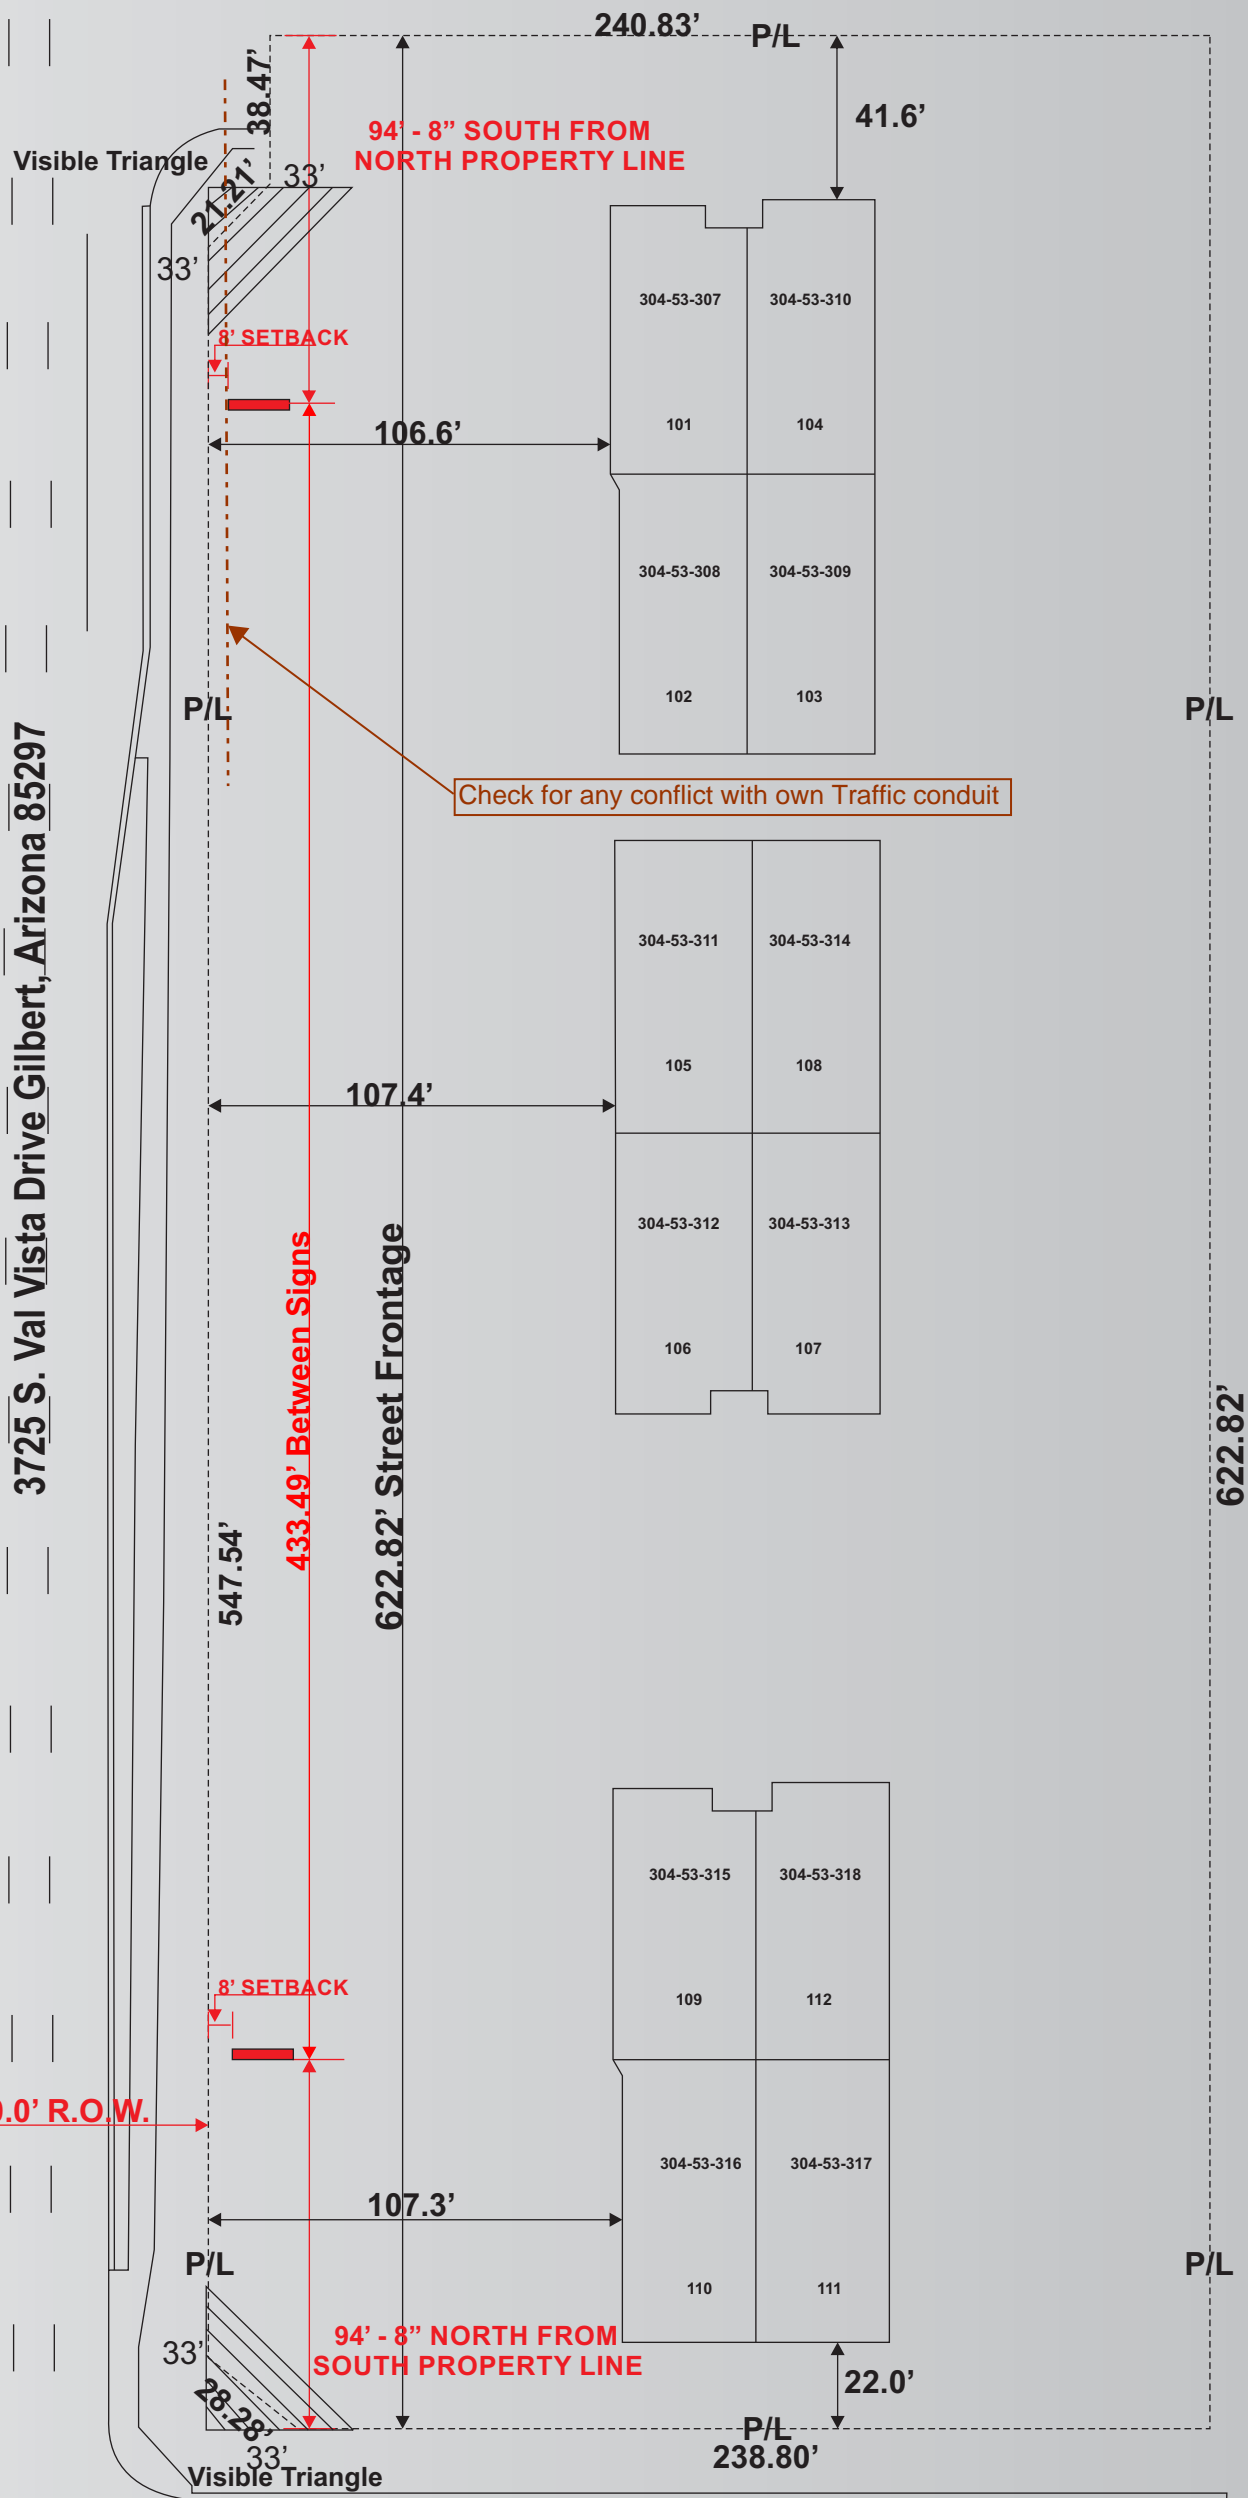 240.83’
P/L
38.47’
41.6’
94’ - 8” SOUTH FROM
NORTH PROPERTY LINE
Visible Triangle
33’
21.21’
33’
8’ SETBACK
304-53-307
304-53-310
101
104
106.6’
304-53-308
304-53-309
102
103
P/L
P/L
Check for any conflict with own Traffic conduit
3725 S. Val Vista Drive Gilbert, Arizona 85297
304-53-311
304-53-314
105
108
107.4’
304-53-312
304-53-313
106
107
433.49’ Between Signs
622.82’ Street Frontage
622.82’
547.54’
304-53-315
304-53-318
109
112
8’ SETBACK
0.0’ R.O.W.
304-53-316
304-53-317
107.3’
110
111
P/L
P/L
94’ - 8” NORTH FROM
SOUTH PROPERTY LINE
33’
28.28’
33’
22.0’
P/L
238.80’
Visible Triangle